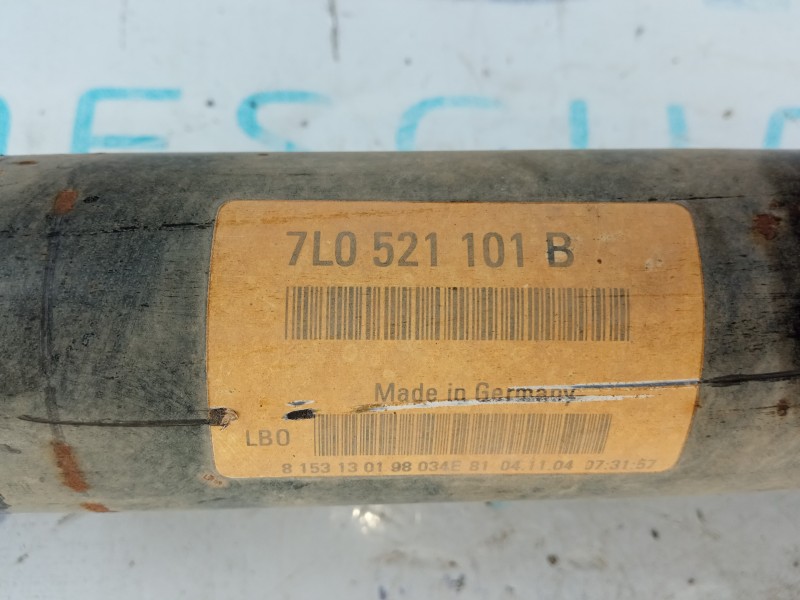 7L0 521 101 B
Made in Germany
LBO
8 153 13 01 98 034E 81 04.11.04 07:31:57